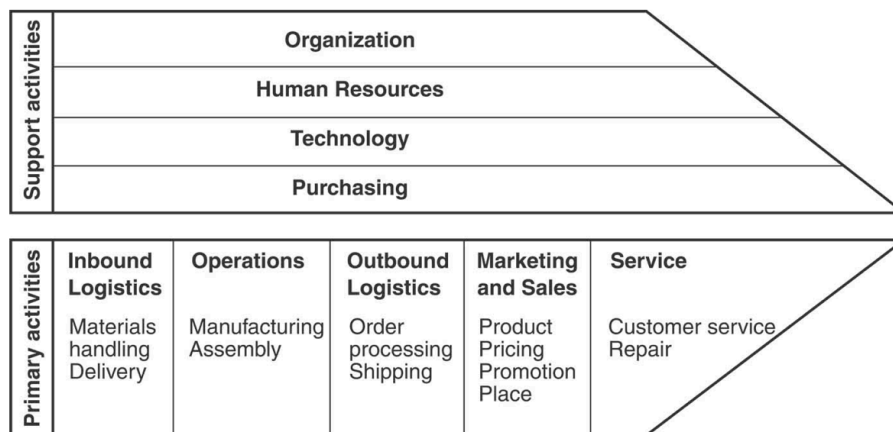 Support activities
Organization
Human Resources
Technology
Purchasing
Primary activities
Inbound
Logistics
Materials
handling
Delivery
Operations
Manufacturing
Assembly
Outbound
Logistics
Order
processing
Shipping
Marketing
and Sales
Product
Pricing
Promotion
Place
Service
Customer service
Repair